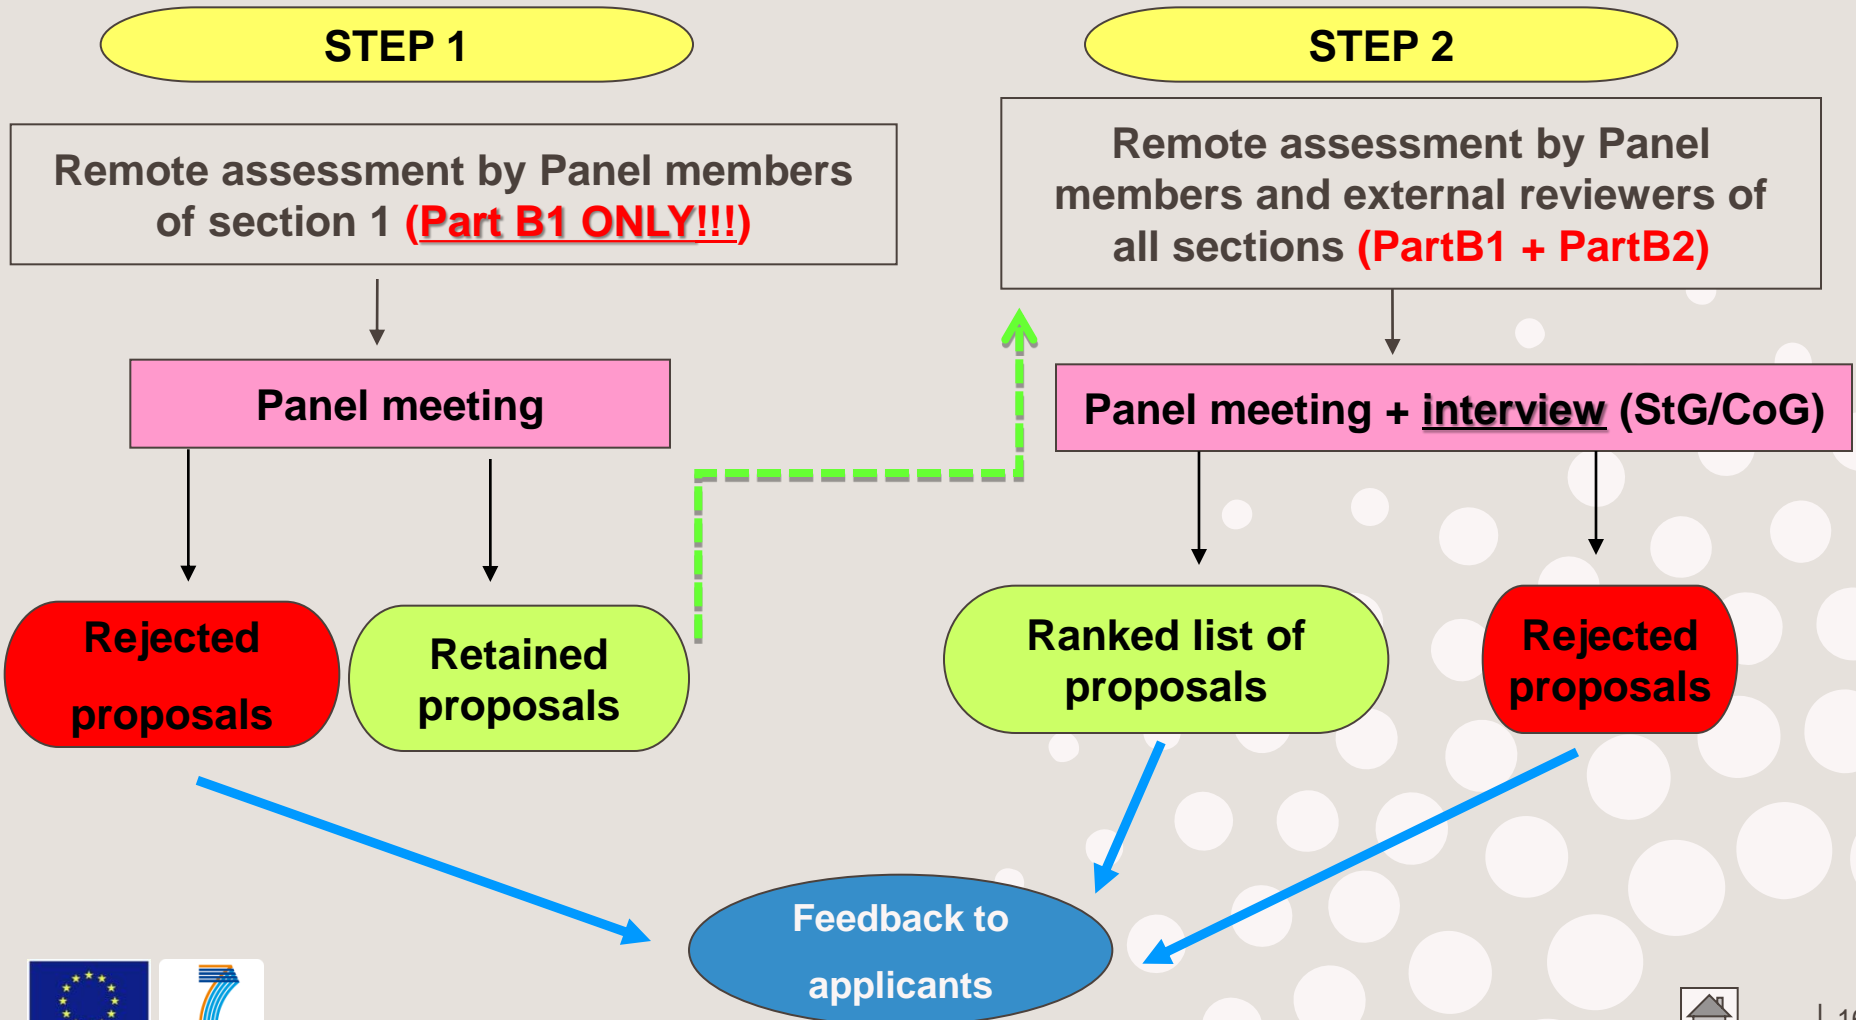 STEP 1
Remote assessment by Panel members
of section 1 (Part B1 ONLY!!!)
Panel meeting
Rejected
proposals
Retained
proposals
STEP 2
Remote assessment by Panel
members and external reviewers of
all sections (PartB1 + PartB2)
Panel meeting + interview (StG/CoG)
Ranked list of
proposals
Rejected
proposals
Feedback to
applicants